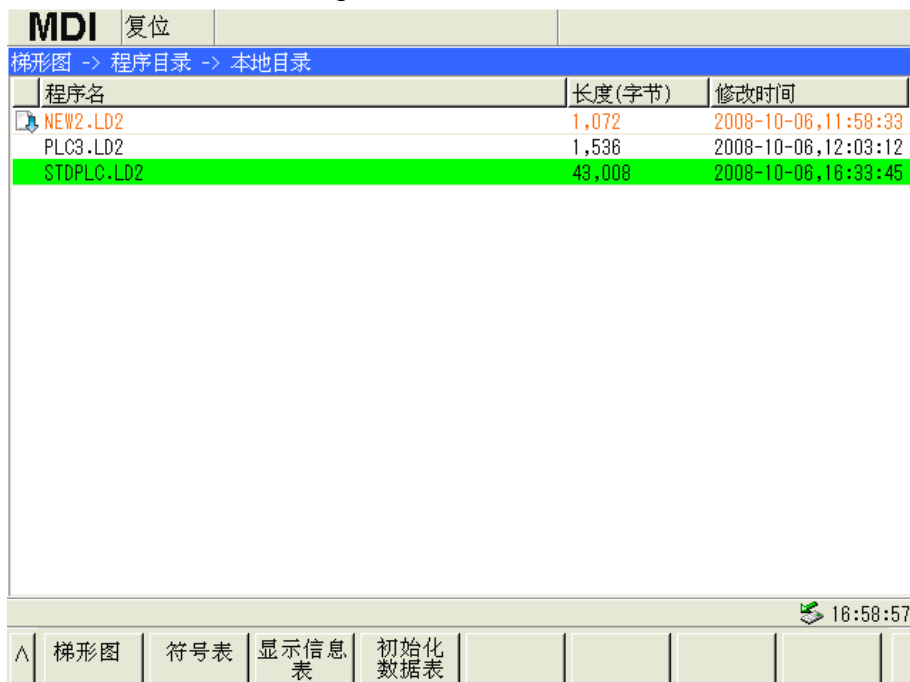 MDI 复位
梯形图 -> 程序目录 -> 本地目录
程序名 长度(字节) 修改时间
NEW2.LD2 1,072 2008-10-06,11:58:33
PLC3.LD2 1,536 2008-10-06,12:03:12
STDPLC.LD2 43,008 2008-10-06,16:33:45
16:58:57
∧ 梯形图 符号表 显示信息 初始化
表 数据表